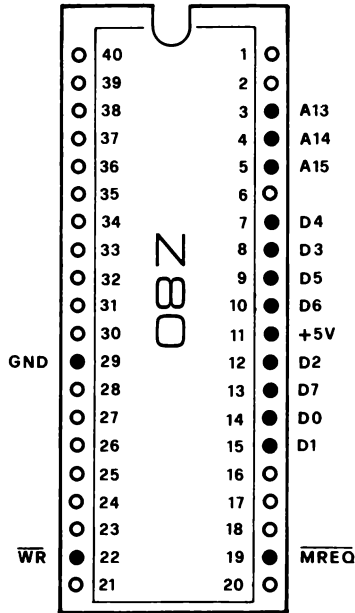 40 1
39 2
38 3 A13
37 4 A14
36 5 A15
35 6
34 7 D4
33 8 D3
32 9 D5
31 10 D6
30 11 +5V
GND 29 12 D2
28 13 D7
27 14 D0
26 15 D1
25 16
24 17
23 18
W̅R̅ 22 19 M̅R̅E̅Q̅
21 20
Z80